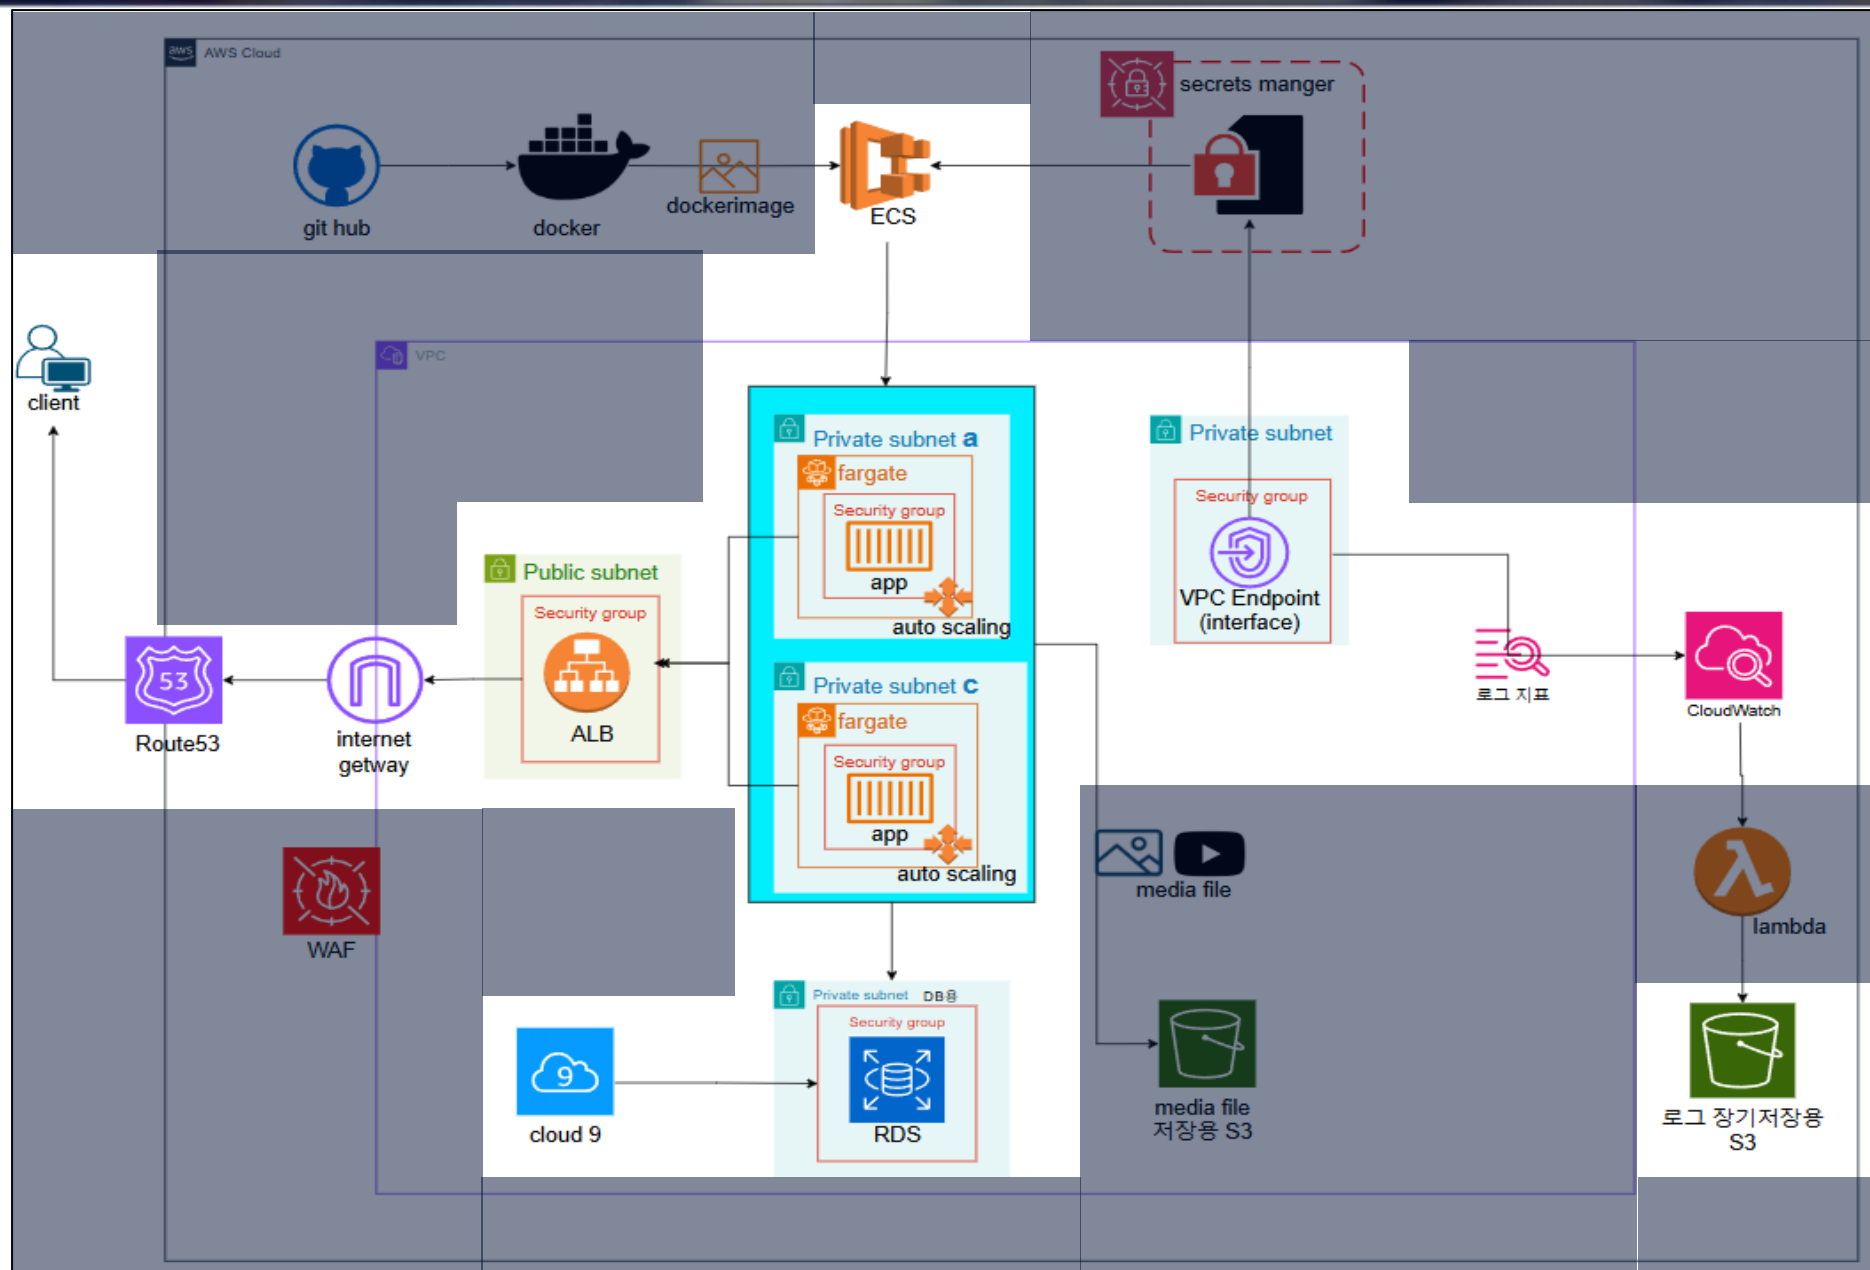 aws AWS Cloud
secrets manger
git hub
docker
dockerimage
ECS
client
VPC
Private subnet a
fargate
Security group
app
auto scaling
Private subnet
Security group
VPC Endpoint
(interface)
Public subnet
Security group
ALB
53
Route53
internet
getway
Private subnet c
fargate
Security group
app
auto scaling
로그 지표
CloudWatch
WAF
media file
lambda
Private subnet DB용
Security group
RDS
9
cloud 9
media file
저장용 S3
로그 장기저장용
S3